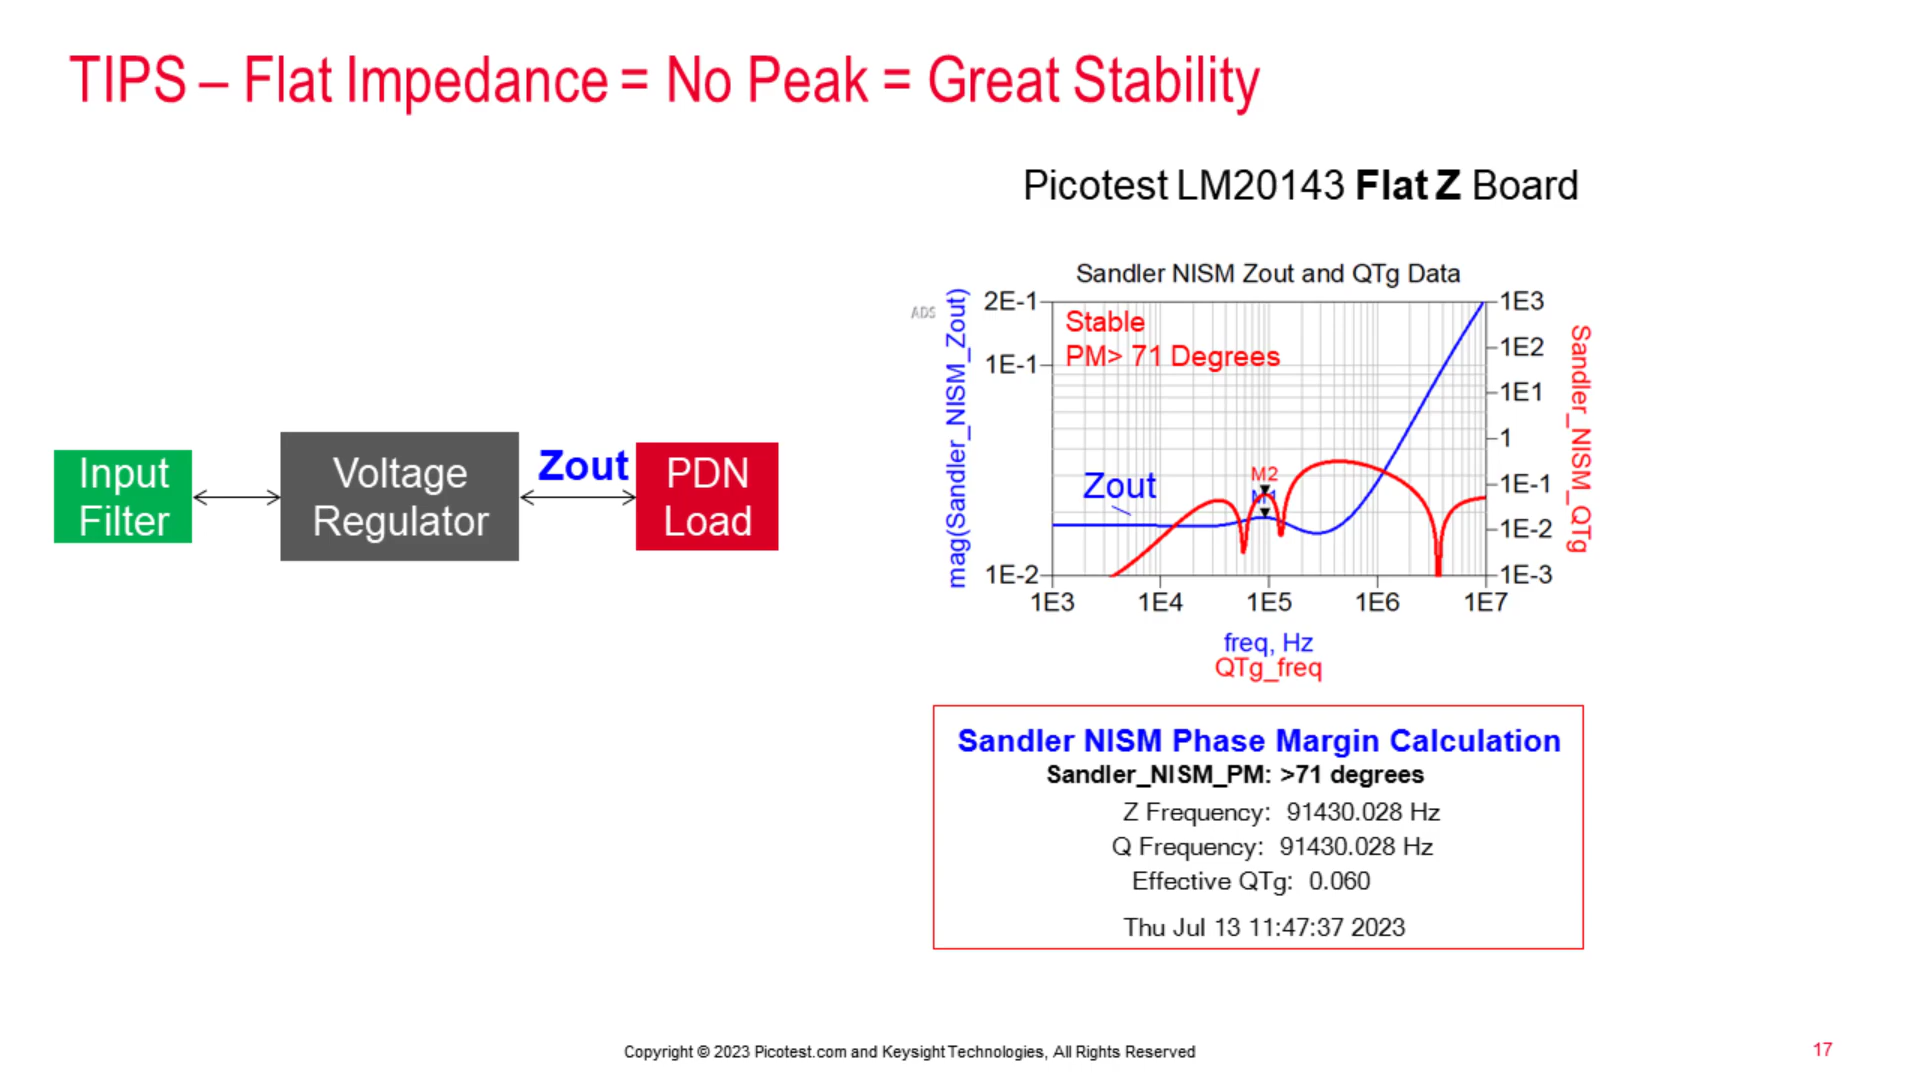 TIPS – Flat Impedance = No Peak = Great Stability
Picotest LM20143 Flat Z Board
Input
Filter
Voltage
Regulator
Zout
PDN
Load
Sandler NISM Zout and QTg Data
ADS
mag(Sandler_NISM_Zout)
2E-1
1E-1
1E-2
Stable
PM> 71 Degrees
Zout
M2
M1
1E3
1E2
1E1
1
1E-1
1E-2
1E-3
Sandler_NISM_QTg
1E3
1E4
1E5
1E6
1E7
freq, Hz
QTg_freq
Sandler NISM Phase Margin Calculation
Sandler_NISM_PM: >71 degrees
Z Frequency: 91430.028 Hz
Q Frequency: 91430.028 Hz
Effective QTg: 0.060
Thu Jul 13 11:47:37 2023
Copyright © 2023 Picotest.com and Keysight Technologies, All Rights Reserved
17